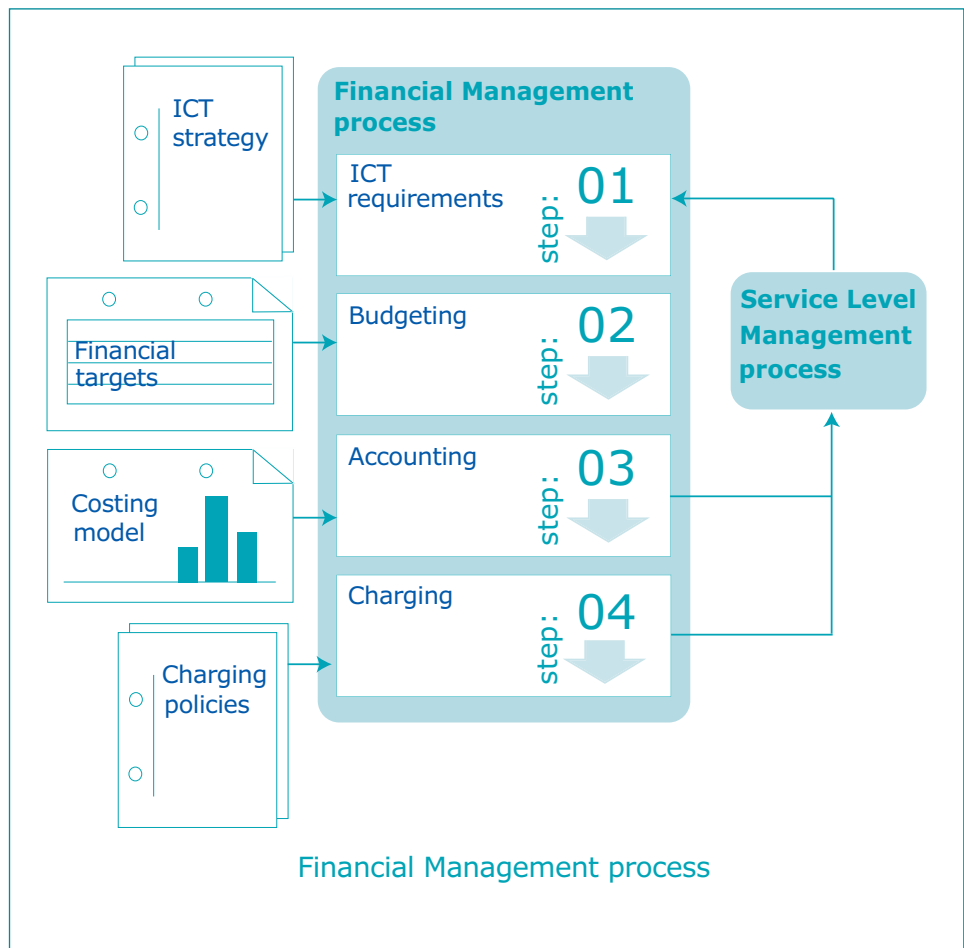 ICT
strategy
Financial Management
process
ICT
requirements
step:
01
Financial
targets
Budgeting
step:
02
Service Level
Management
process
Costing
model
Accounting
step:
03
Charging
policies
Charging
step:
04
Financial Management process